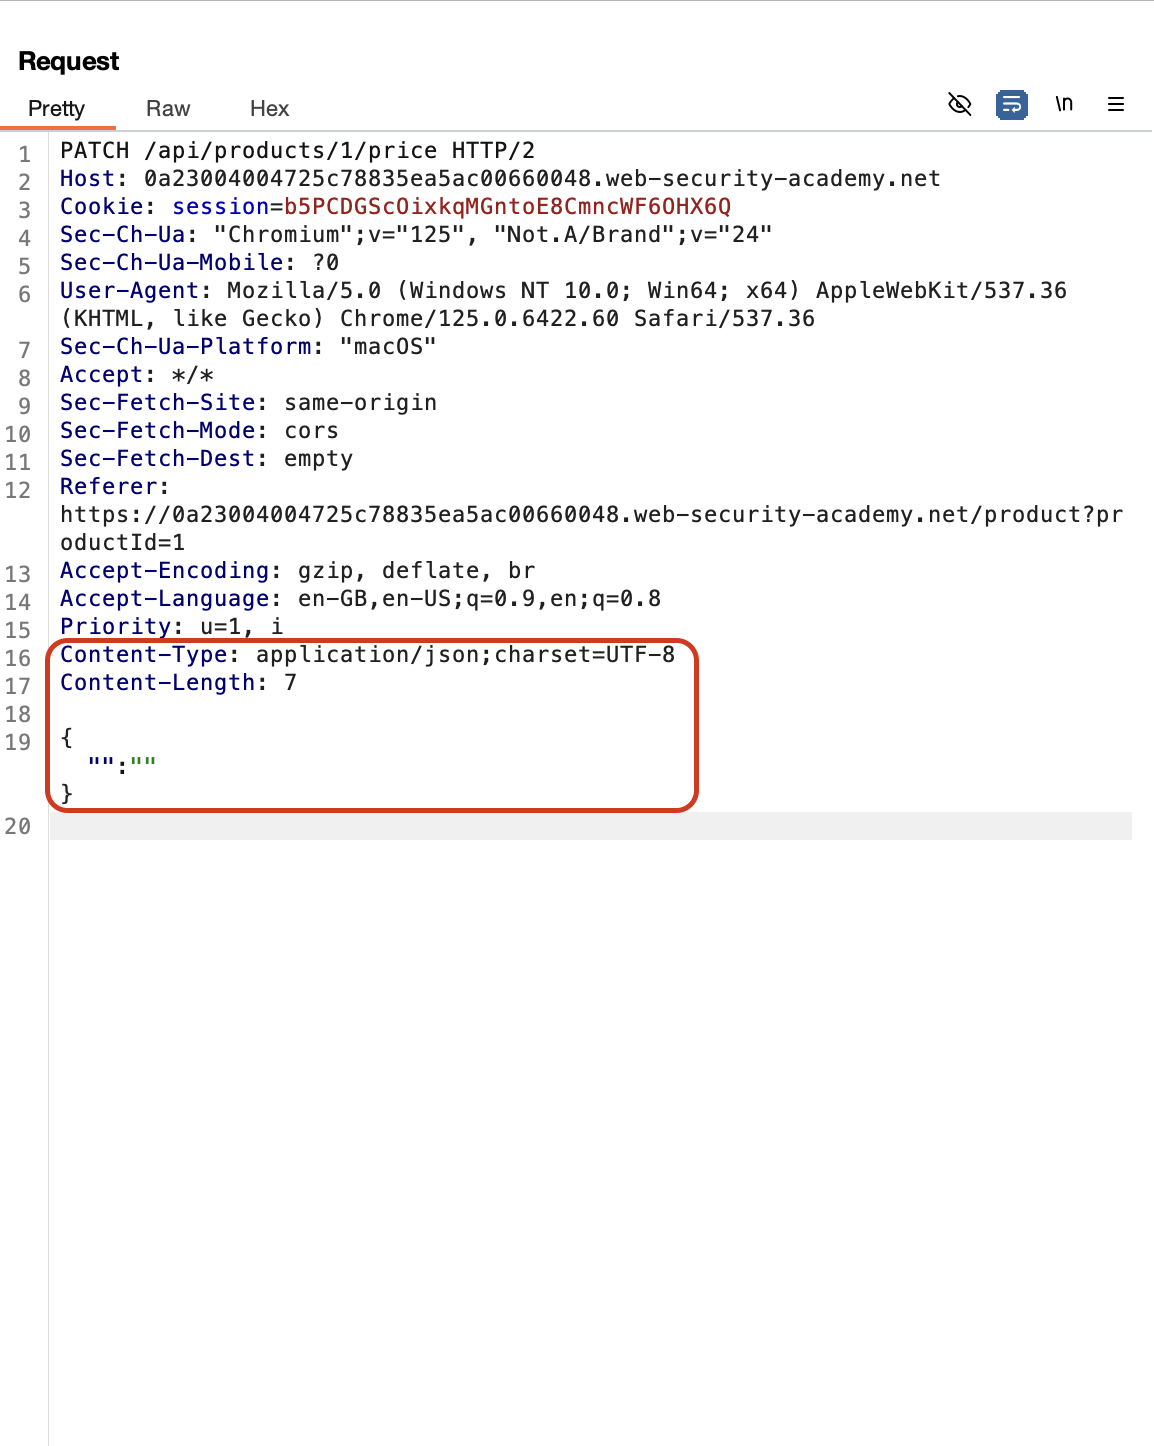 Request
Pretty Raw Hex \n
1 PATCH /api/products/1/price HTTP/2
2 Host: 0a23004004725c78835ea5ac00660048.web-security-academy.net
3 Cookie: session=b5PCDGScOixkqMGntoE8CmncWF6OHX6Q
4 Sec-Ch-Ua: "Chromium";v="125", "Not.A/Brand";v="24"
5 Sec-Ch-Ua-Mobile: ?0
6 User-Agent: Mozilla/5.0 (Windows NT 10.0; Win64; x64) AppleWebKit/537.36
(KHTML, like Gecko) Chrome/125.0.6422.60 Safari/537.36
7 Sec-Ch-Ua-Platform: "macOS"
8 Accept: */*
9 Sec-Fetch-Site: same-origin
10 Sec-Fetch-Mode: cors
11 Sec-Fetch-Dest: empty
12 Referer:
https://0a23004004725c78835ea5ac00660048.web-security-academy.net/product?pr
oductId=1
13 Accept-Encoding: gzip, deflate, br
14 Accept-Language: en-GB,en-US;q=0.9,en;q=0.8
15 Priority: u=1, i
16 Content-Type: application/json;charset=UTF-8
17 Content-Length: 7
18
19 {
"":""
}
20